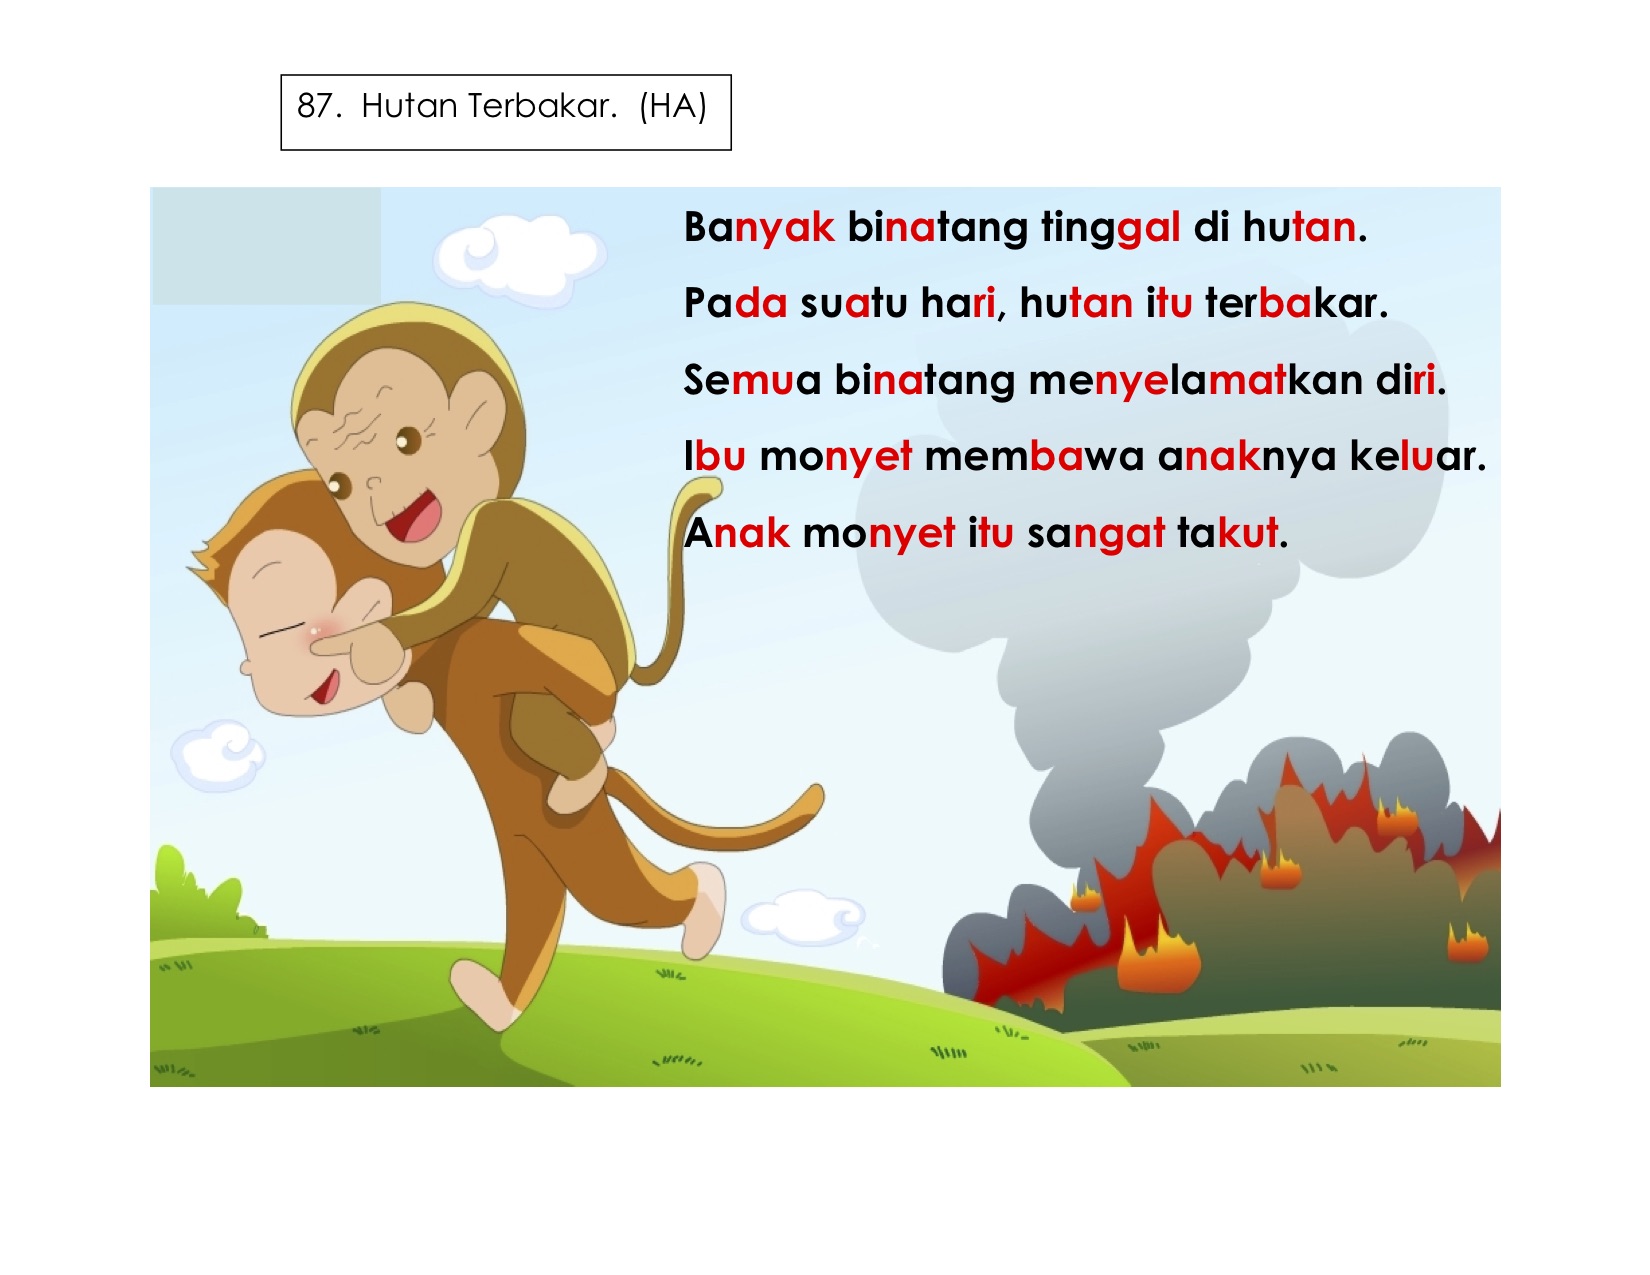 87. Hutan Terbakar. (HA)
Banyak binatang tinggal di hutan.
Pada suatu hari, hutan itu terbakar.
Semua binatang menyelamatkan diri.
Ibu monyet membawa anaknya keluar.
Anak monyet itu sangat takut.